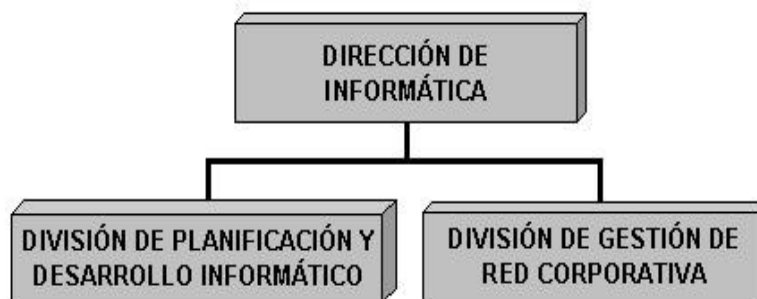 DIRECCIÓN DE
INFORMÁTICA
DIVISIÓN DE PLANIFICACIÓN Y
DESARROLLO INFORMÁTICO
DIVISIÓN DE GESTIÓN DE
RED CORPORATIVA